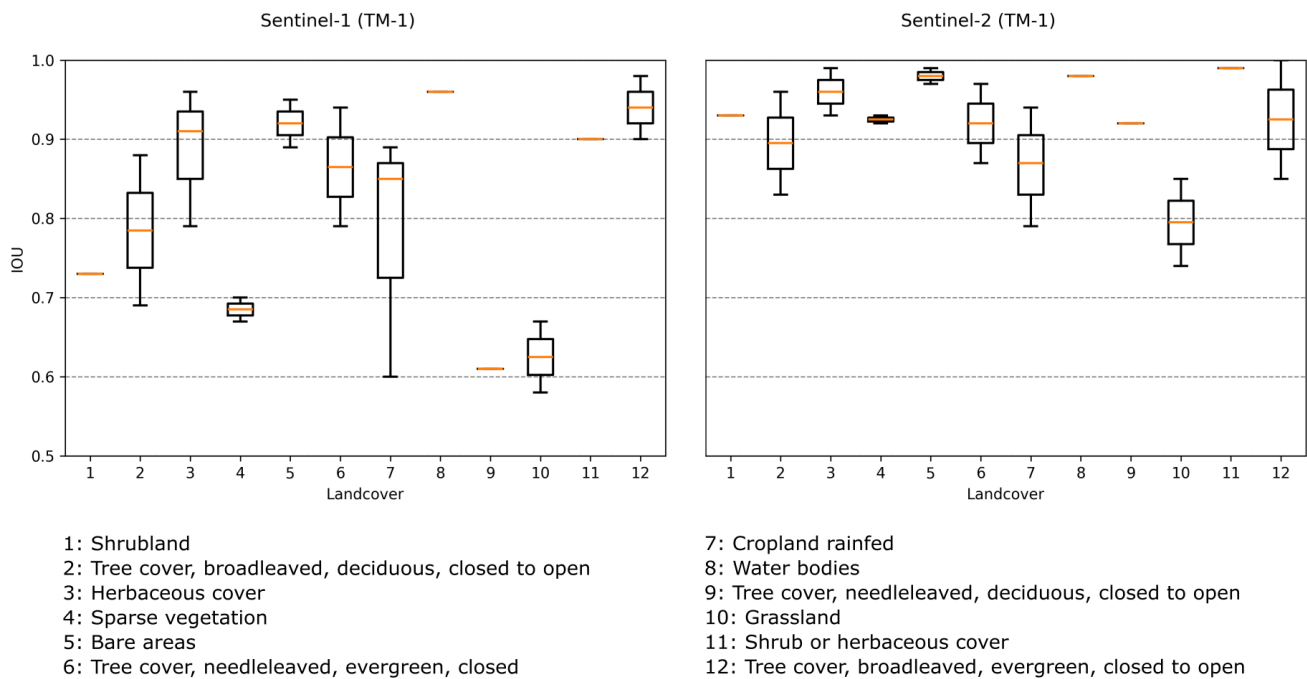 Sentinel-1 (TM-1)
Sentinel-2 (TM-1)
1.0
0.9
0.8
0.7
0.6
0.5
IOU
1 2 3 4 5 6 7 8 9 10 11 12
Landcover
1 2 3 4 5 6 7 8 9 10 11 12
Landcover
1: Shrubland
2: Tree cover, broadleaved, deciduous, closed to open
3: Herbaceous cover
4: Sparse vegetation
5: Bare areas
6: Tree cover, needleleaved, evergreen, closed
7: Cropland rainfed
8: Water bodies
9: Tree cover, needleleaved, deciduous, closed to open
10: Grassland
11: Shrub or herbaceous cover
12: Tree cover, broadleaved, evergreen, closed to open